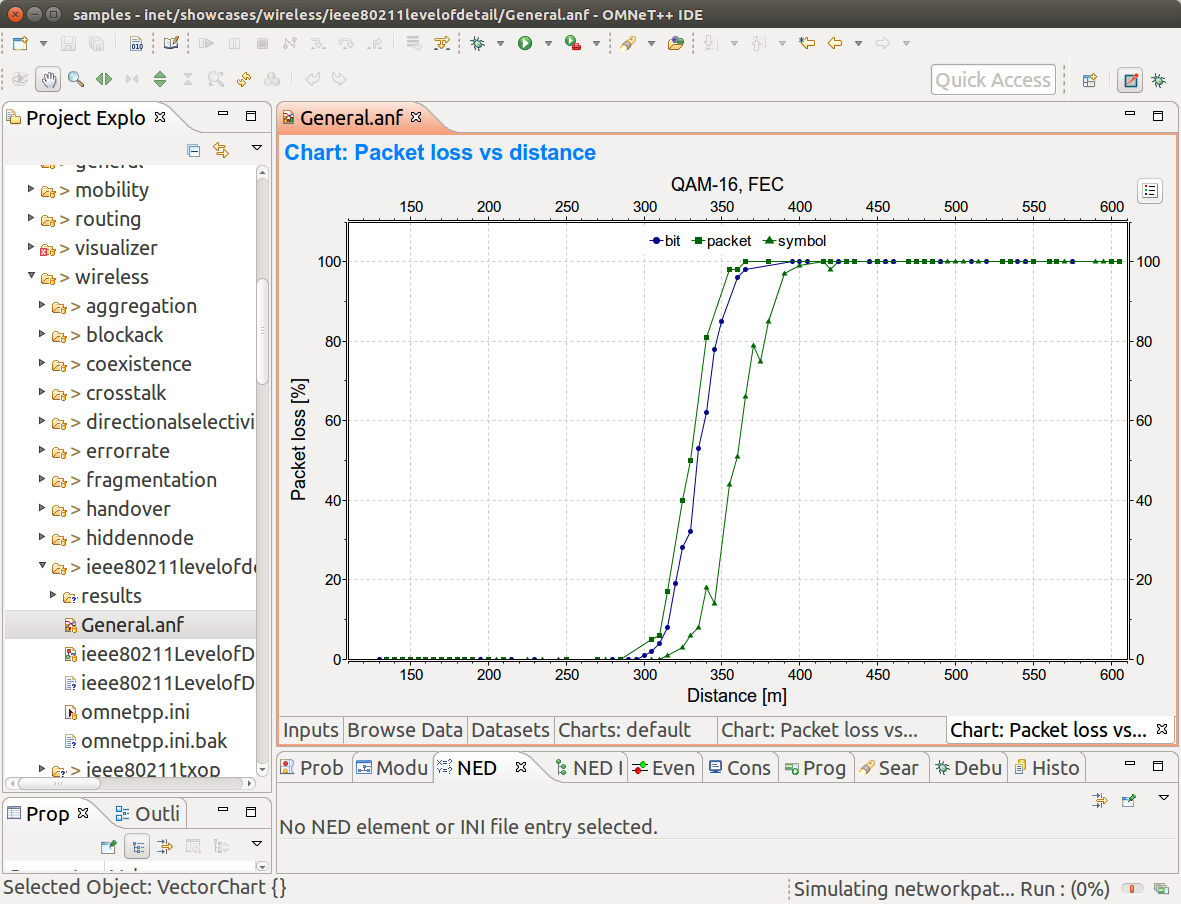 samples - inet/showcases/wireless/ieee80211levelofdetail/General.anf - OMNeT++ IDE
010
Quick Access
Project Explo
General.anf
Chart: Packet loss vs distance
general
> mobility
> routing
> visualizer
> wireless
> aggregation
> blockack
> coexistence
> crosstalk
> directionalselectivi
> errorrate
> fragmentation
> handover
> hiddennode
> ieee80211levelofde
> results
General.anf
ieee80211LevelofD
ieee80211LevelofD
omnetpp.ini
omnetpp.ini.bak
> ieee80211txop
QAM-16, FEC
150 200 250 300 350 400 450 500 550 600
bit packet symbol
100 100
80 80
60 60
40 40
20 20
0 0
Packet loss [%]
150 200 250 300 350 400 450 500 550 600
Distance [m]
Inputs Browse Data Datasets Charts: default Chart: Packet loss vs... Chart: Packet loss vs...
Prob Modu NED NED I Even Cons Prog Sear Debu Histo
No NED element or INI file entry selected.
Prop Outli
Selected Object: VectorChart {}
Simulating networkpat... Run : (0%)